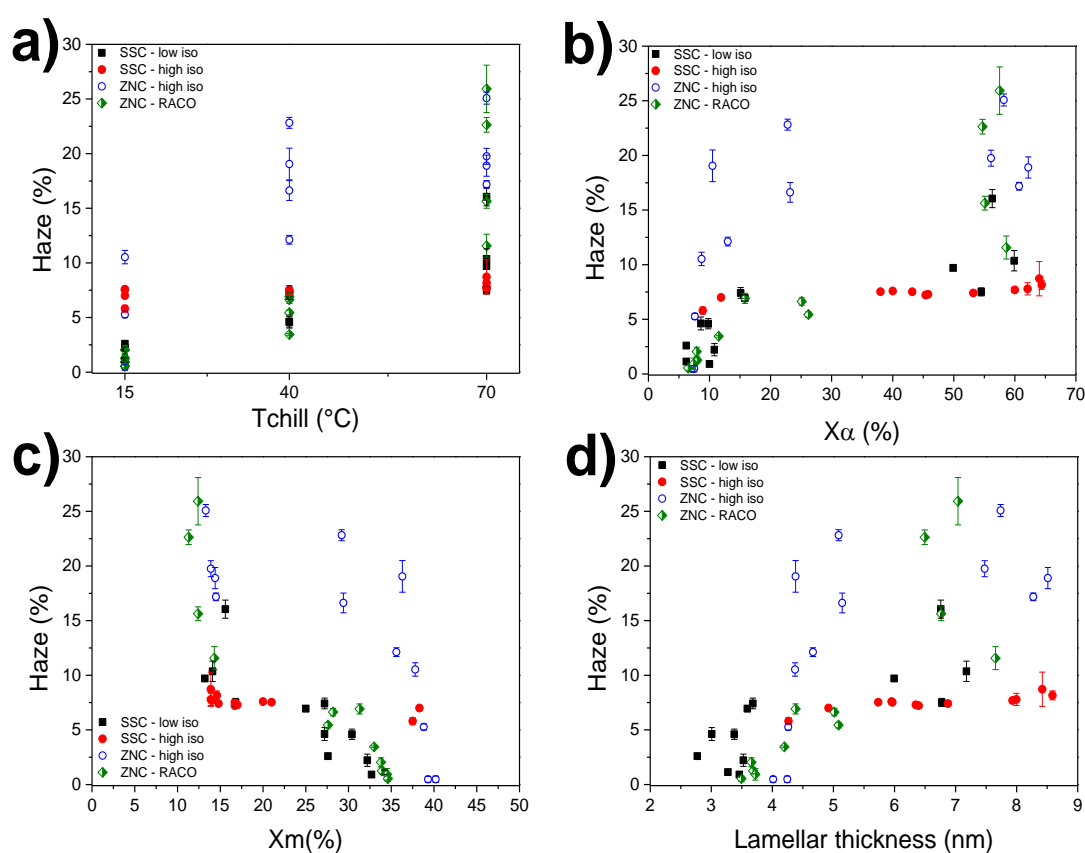 a)
30
25
20
15
10
5
0
Haze (%)
SSC - low iso
SSC - high iso
ZNC - high iso
ZNC - RACO
15
40
70
Tchill (°C)
b)
30
25
20
15
10
5
0
Haze (%)
SSC - low iso
SSC - high iso
ZNC - high iso
ZNC - RACO
0 10 20 30 40 50 60 70
Xα (%)
c)
30
25
20
15
10
5
0
Haze (%)
SSC - low iso
SSC - high iso
ZNC - high iso
ZNC - RACO
0 5 10 15 20 25 30 35 40 45 50
Xm(%)
d)
30
25
20
15
10
5
0
Haze (%)
SSC - low iso
SSC - high iso
ZNC - high iso
ZNC - RACO
2 3 4 5 6 7 8 9
Lamellar thickness (nm)